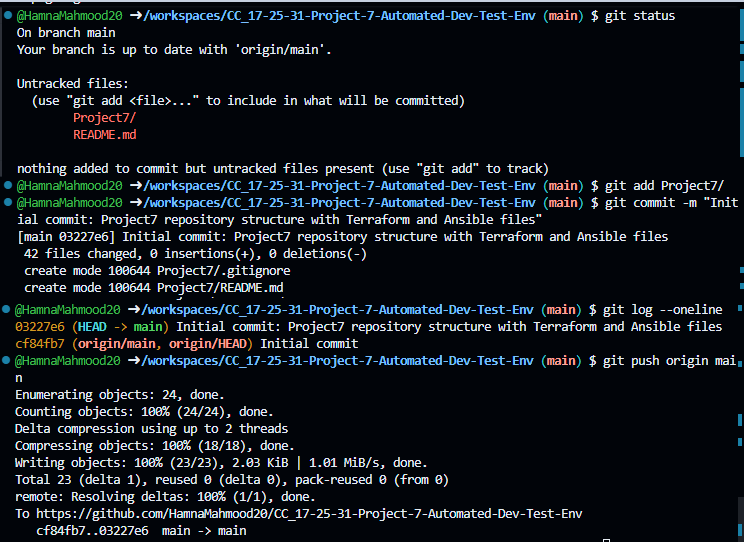 @HamnaMahmood20 ➜/workspaces/CC_17-25-31-Project-7-Automated-Dev-Test-Env (main) $ git status
On branch main
Your branch is up to date with 'origin/main'.
Untracked files:
(use "git add <file>..." to include in what will be committed)
Project7/
README.md
nothing added to commit but untracked files present (use "git add" to track)
@HamnaMahmood20 ➜/workspaces/CC_17-25-31-Project-7-Automated-Dev-Test-Env (main) $ git add Project7/
@HamnaMahmood20 ➜/workspaces/CC_17-25-31-Project-7-Automated-Dev-Test-Env (main) $ git commit -m "Init
ial commit: Project7 repository structure with Terraform and Ansible files"
[main 03227e6] Initial commit: Project7 repository structure with Terraform and Ansible files
42 files changed, 0 insertions(+), 0 deletions(-)
create mode 100644 Project7/.gitignore
create mode 100644 Project7/README.md
@HamnaMahmood20 ➜/workspaces/CC_17-25-31-Project-7-Automated-Dev-Test-Env (main) $ git log --oneline
03227e6 (HEAD -> main) Initial commit: Project7 repository structure with Terraform and Ansible files
cf84fb7 (origin/main, origin/HEAD) Initial commit
@HamnaMahmood20 ➜/workspaces/CC_17-25-31-Project-7-Automated-Dev-Test-Env (main) $ git push origin mai
n
Enumerating objects: 24, done.
Counting objects: 100% (24/24), done.
Delta compression using up to 2 threads
Compressing objects: 100% (18/18), done.
Writing objects: 100% (23/23), 2.03 KiB | 1.01 MiB/s, done.
Total 23 (delta 1), reused 0 (delta 0), pack-reused 0 (from 0)
remote: Resolving deltas: 100% (1/1), done.
To https://github.com/HamnaMahmood20/CC_17-25-31-Project-7-Automated-Dev-Test-Env
cf84fb7..03227e6  main -> main